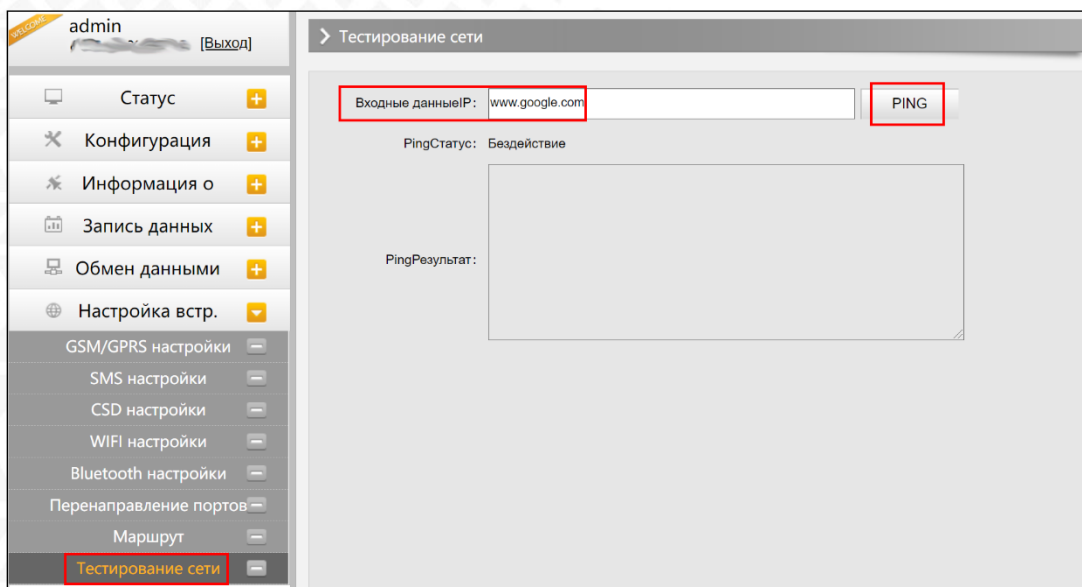 WELCOME
admin
[Выход]
Статус
Конфигурация
Информация о
Запись данных
Обмен данными
Настройка встр.
GSM/GPRS настройки
SMS настройки
CSD настройки
WIFI настройки
Bluetooth настройки
Перенаправление портов
Маршрут
Тестирование сети
Тестирование сети
Входные данныеIP: www.google.com PING
PingСтатус: Бездействие
PingРезультат: